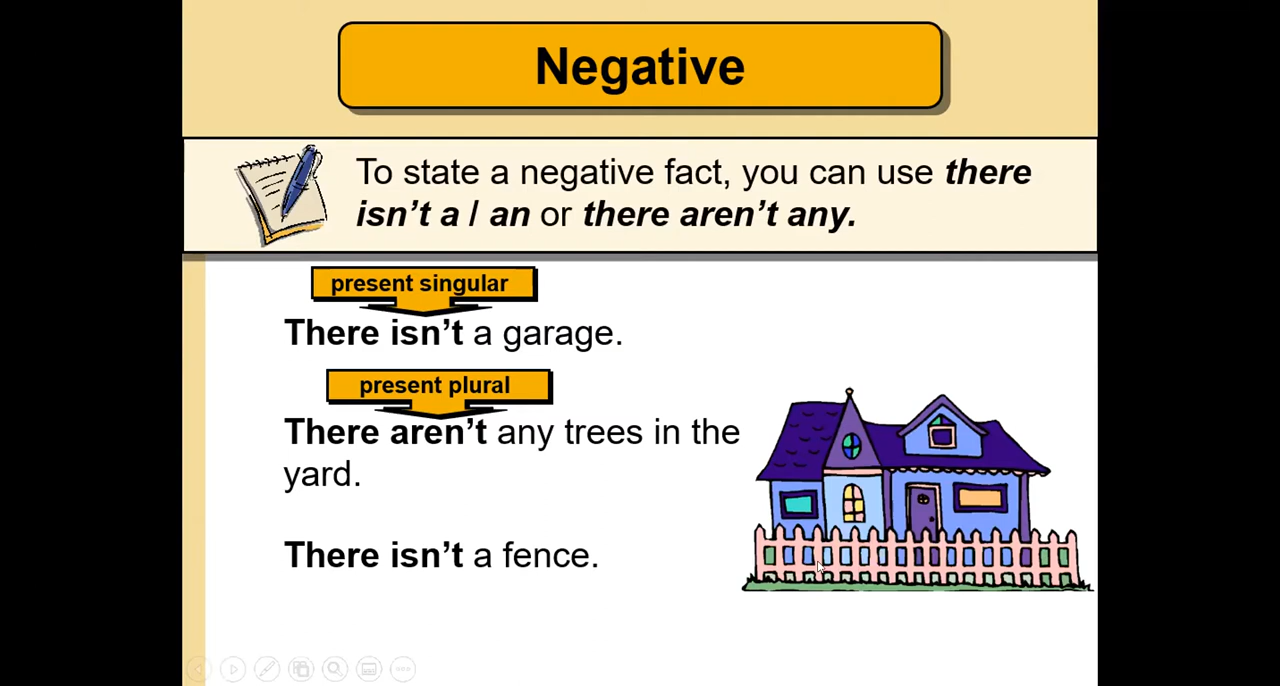 Negative
To state a negative fact, you can use there
isn’t a / an or there aren’t any.
present singular
There isn’t a garage.
present plural
There aren’t any trees in the
yard.
There isn’t a fence.